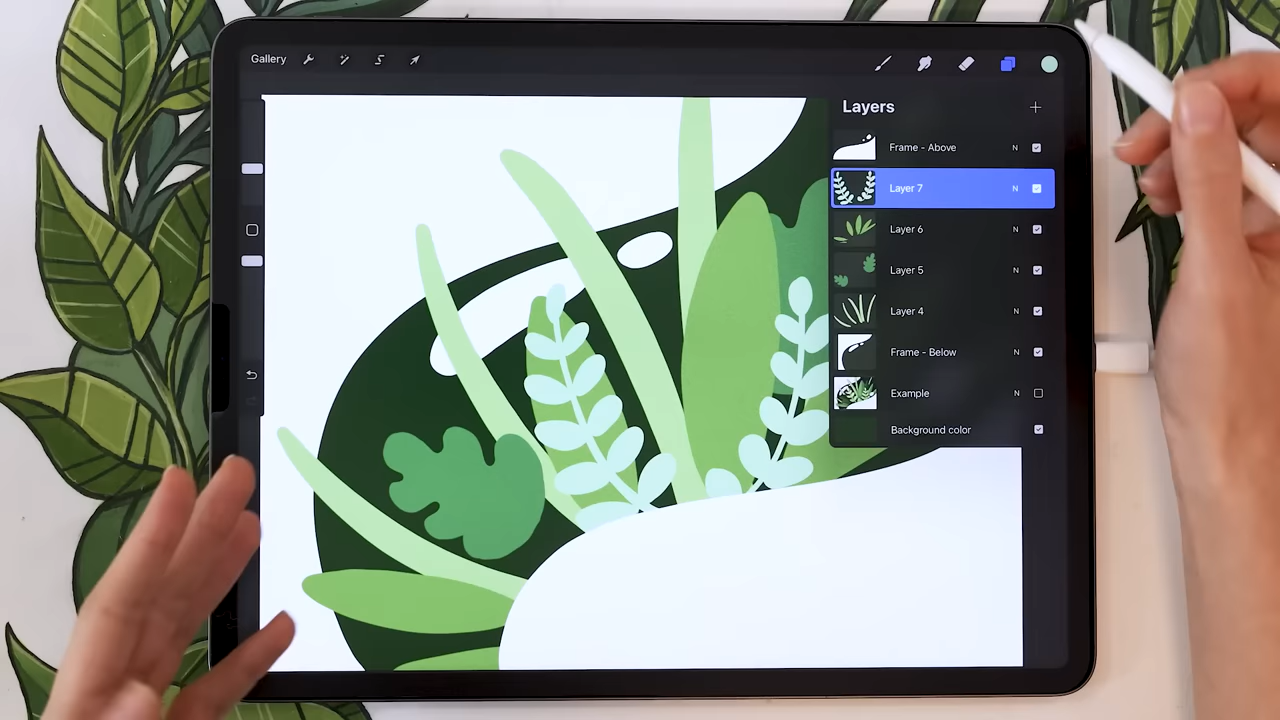 Gallery
Layers
Frame - Above N
Layer 7 N
Layer 6 N
Layer 5 N
Layer 4 N
Frame - Below N
Example N
Background color